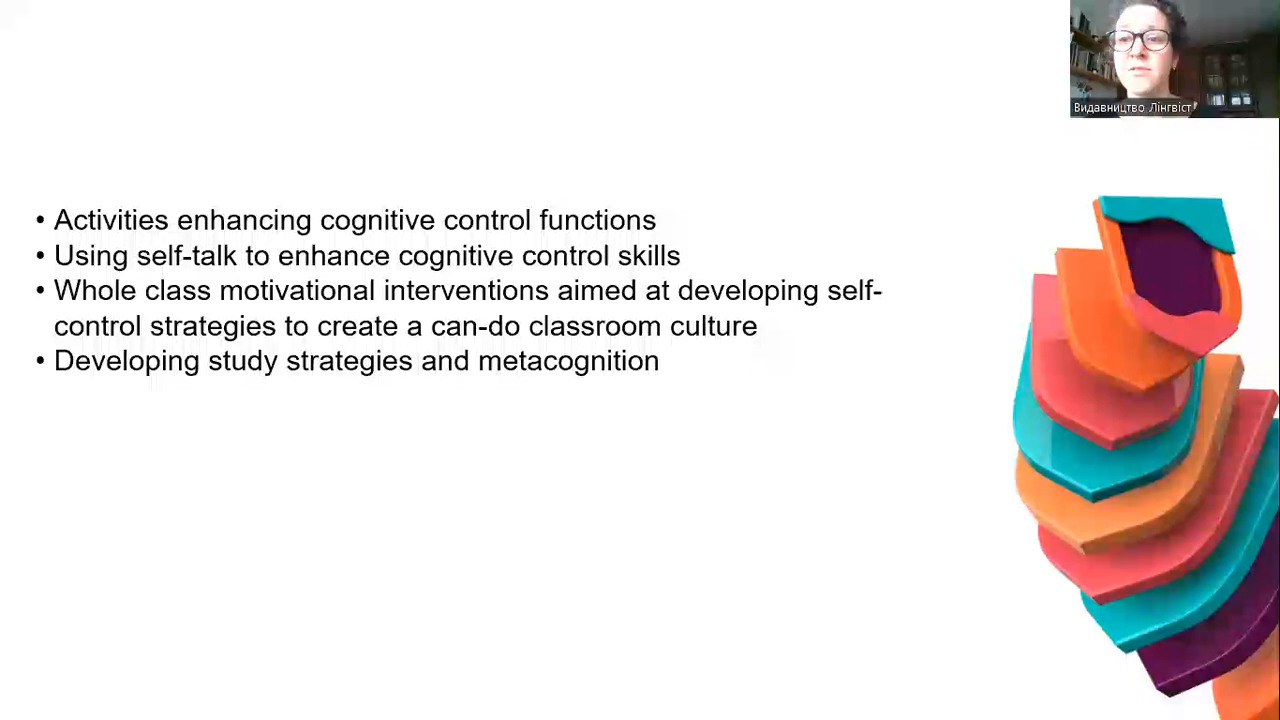 Видавництво Лінгвіст
• Activities enhancing cognitive control functions
• Using self-talk to enhance cognitive control skills
• Whole class motivational interventions aimed at developing self-
control strategies to create a can-do classroom culture
• Developing study strategies and metacognition